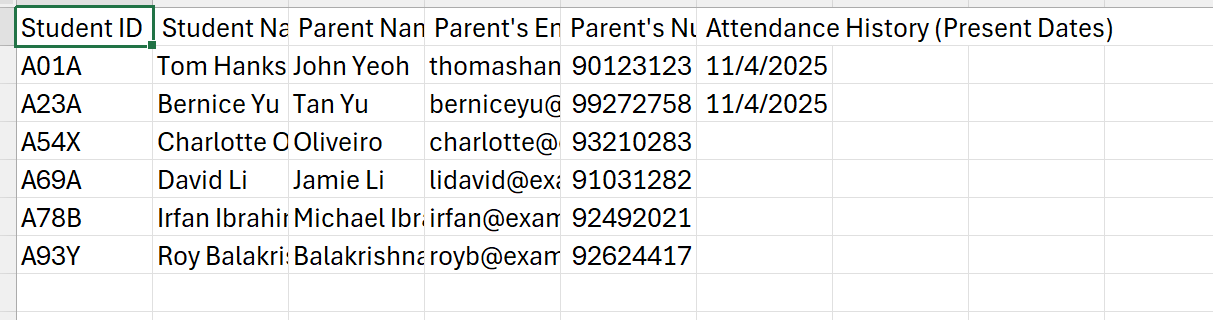 Student ID Student Na Parent Nan Parent's En Parent's Nu Attendance History (Present Dates)
A01A Tom Hanks John Yeoh thomashan 90123123 11/4/2025
A23A Bernice Yu Tan Yu berniceyu@ 99272758 11/4/2025
A54X Charlotte O Oliveiro charlotte@ 93210283
A69A David Li Jamie Li lidavid@exa 91031282
A78B Irfan Ibrahim Michael Ibra irfan@exam 92492021
A93Y Roy Balakris Balakrishna royb@exam 92624417